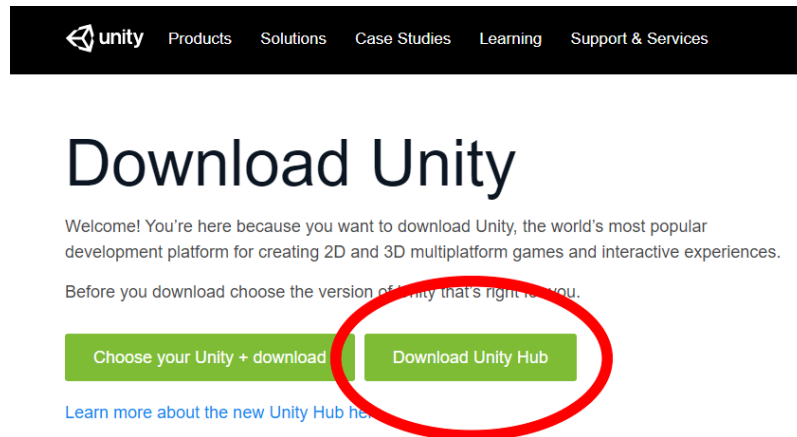 unity Products Solutions Case Studies Learning Support & Services
Download Unity
Welcome! You're here because you want to download Unity, the world's most popular
development platform for creating 2D and 3D multiplatform games and interactive experiences.
Before you download choose the version of Unity that's right for you.
Choose your Unity + download Download Unity Hub
Learn more about the new Unity Hub here